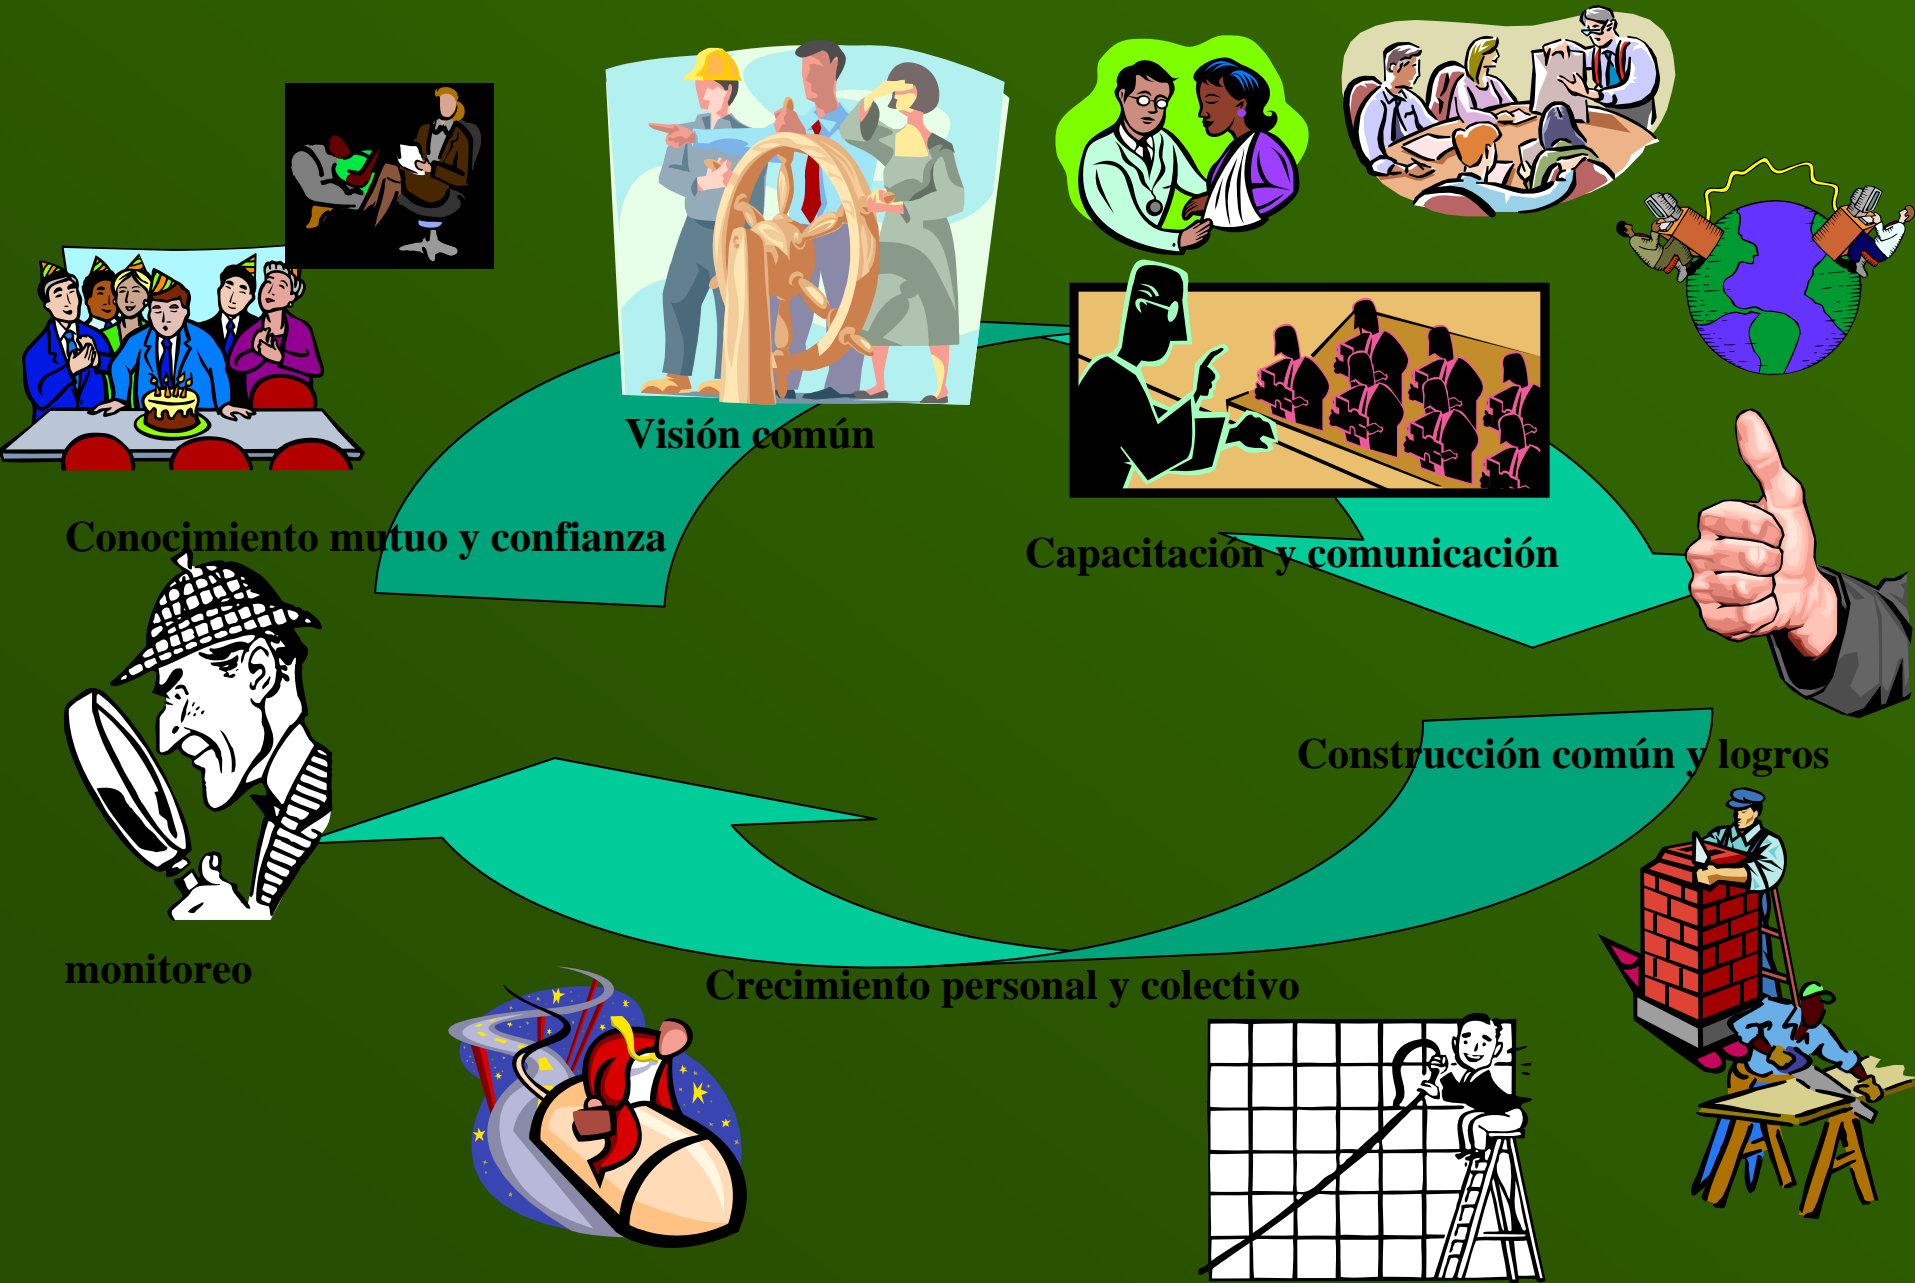 Visión común
Conocimiento mutuo y confianza
Capacitación y comunicación
Construcción común y logros
monitoreo
Crecimiento personal y colectivo